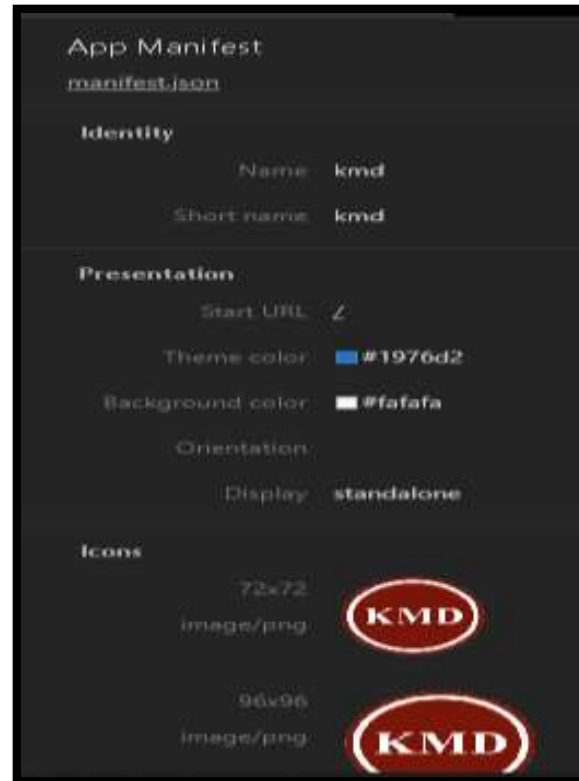 App Manifest
manifest.json
Identity
Name kmd
Short name kmd
Presentation
Start URL /
Theme color #1976d2
Background color #fafafa
Orientation
Display standalone
Icons
72x72
image/png
KMD
96x96
image/png
KMD